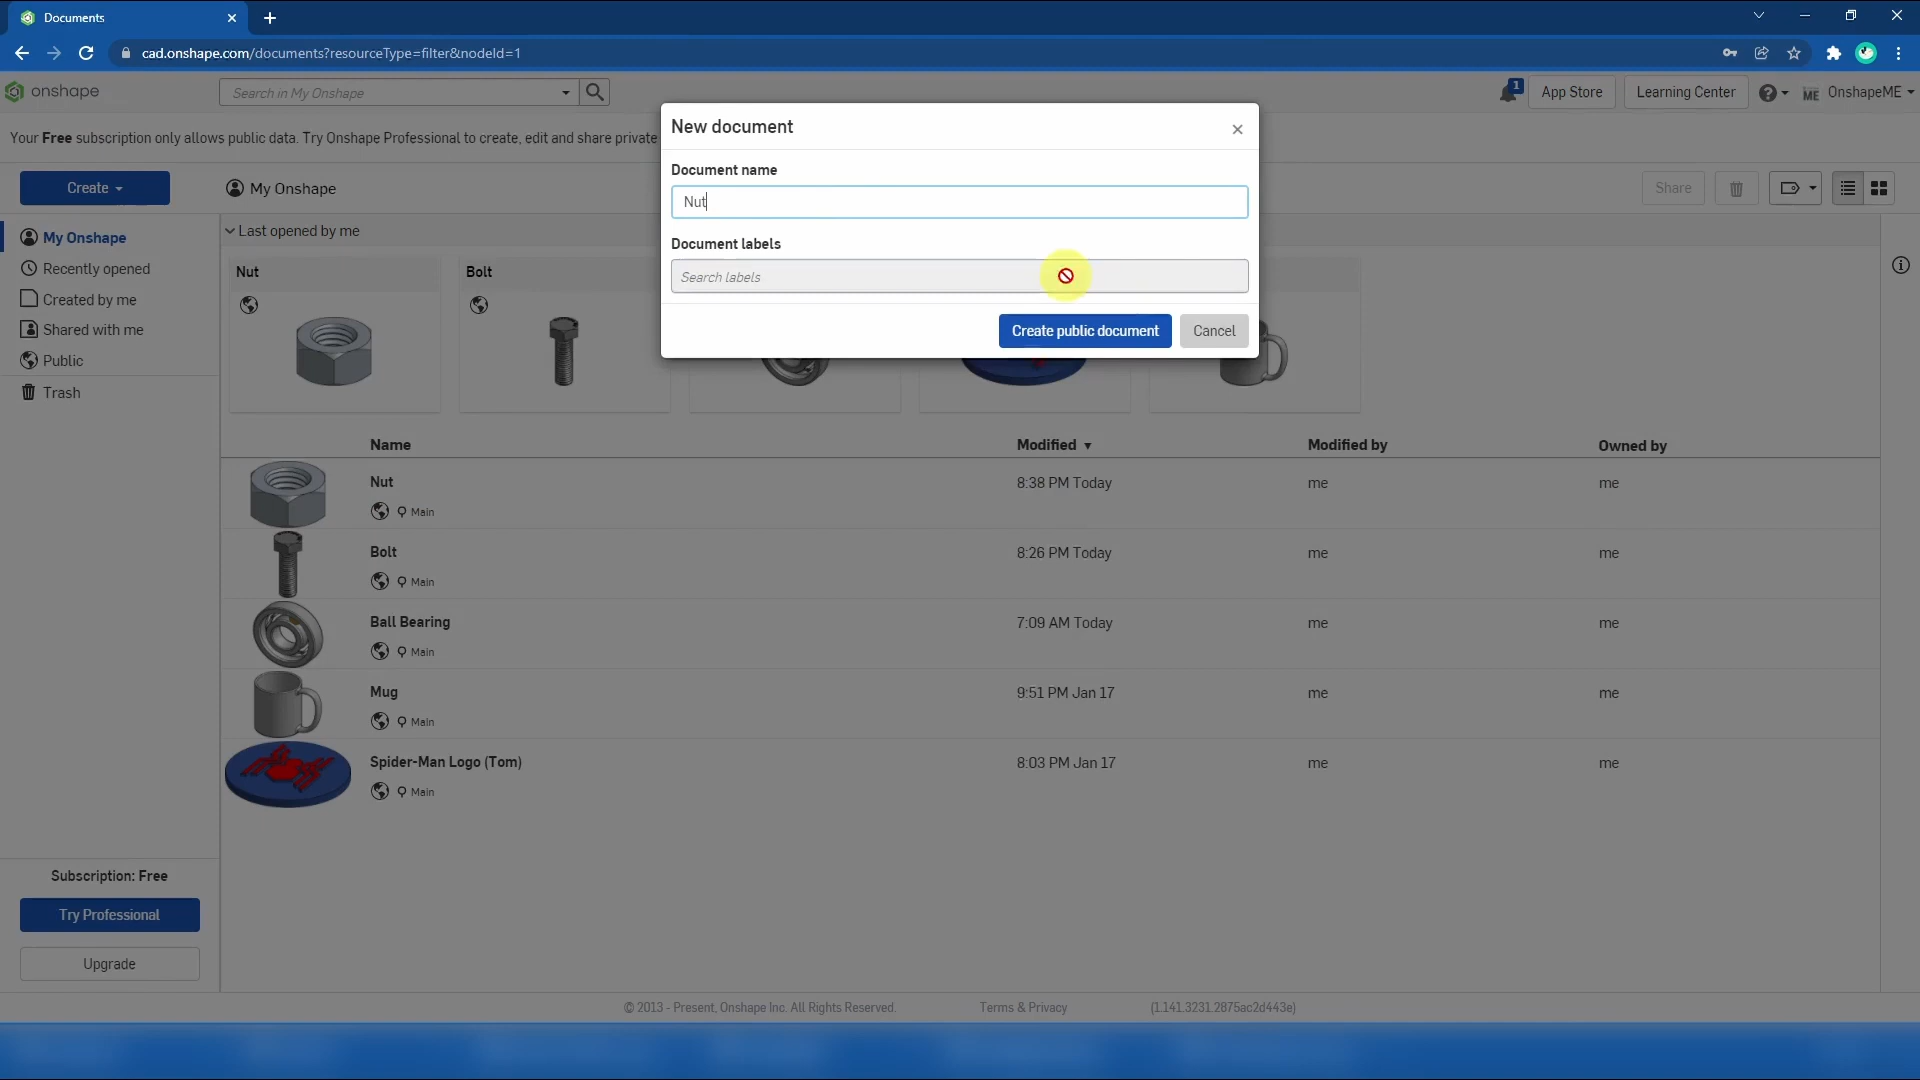 Documents
cad.onshape.com/documents?resourceType=filter&nodeId=1
onshape
Search in My Onshape
1
App Store
Learning Center
ME
OnshapeME
Your Free subscription only allows public data. Try Onshape Professional to create, edit and share private
Create
My Onshape
Share
My Onshape
Recently opened
Created by me
Shared with me
Public
Trash
Last opened by me
Nut
Bolt
New document
Document name
Nut
Document labels
Search labels
Create public document
Cancel
Name
Modified
Modified by
Owned by
Nut
8:38 PM Today
me
me
Main
Bolt
8:26 PM Today
me
me
Main
Ball Bearing
7:09 AM Today
me
me
Main
Mug
9:51 PM Jan 17
me
me
Main
Spider-Man Logo (Tom)
8:03 PM Jan 17
me
me
Main
Subscription: Free
Try Professional
Upgrade
© 2013 - Present, Onshape Inc. All Rights Reserved.
Terms & Privacy
(1.141.3231.2875ac2d443e)